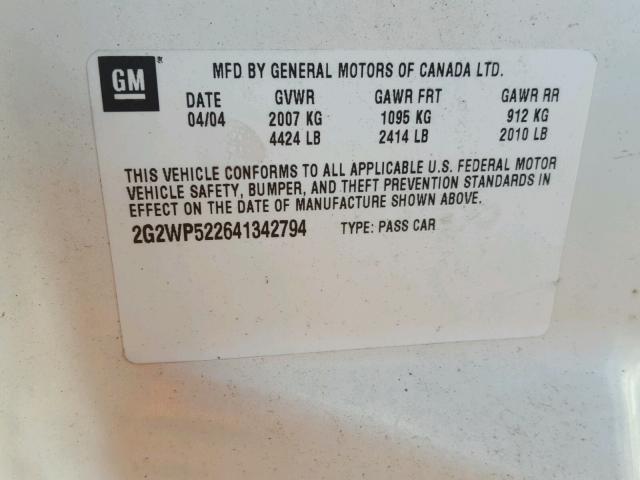 GM ®
MFD BY GENERAL MOTORS OF CANADA LTD.
DATE GVWR GAWR FRT GAWR RR
04/04 2007 KG 1095 KG 912 KG
4424 LB 2414 LB 2010 LB
THIS VEHICLE CONFORMS TO ALL APPLICABLE U.S. FEDERAL MOTOR
VEHICLE SAFETY, BUMPER, AND THEFT PREVENTION STANDARDS IN
EFFECT ON THE DATE OF MANUFACTURE SHOWN ABOVE.
2G2WP522641342794 TYPE: PASS CAR